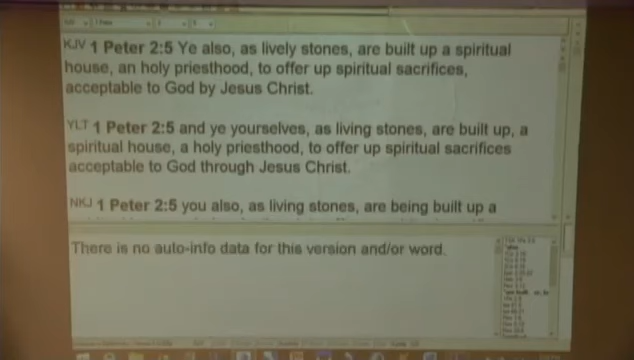 KJV 1 Peter 2:5 Ye also, as lively stones, are built up a spiritual
house, an holy priesthood, to offer up spiritual sacrifices,
acceptable to God by Jesus Christ.
YLT 1 Peter 2:5 and ye yourselves, as living stones, are built up, a
spiritual house, a holy priesthood, to offer up spiritual sacrifices
acceptable to God through Jesus Christ.
NKJ 1 Peter 2:5 you also, as living stones, are being built up a
There is no auto-info data for this version and/or word.